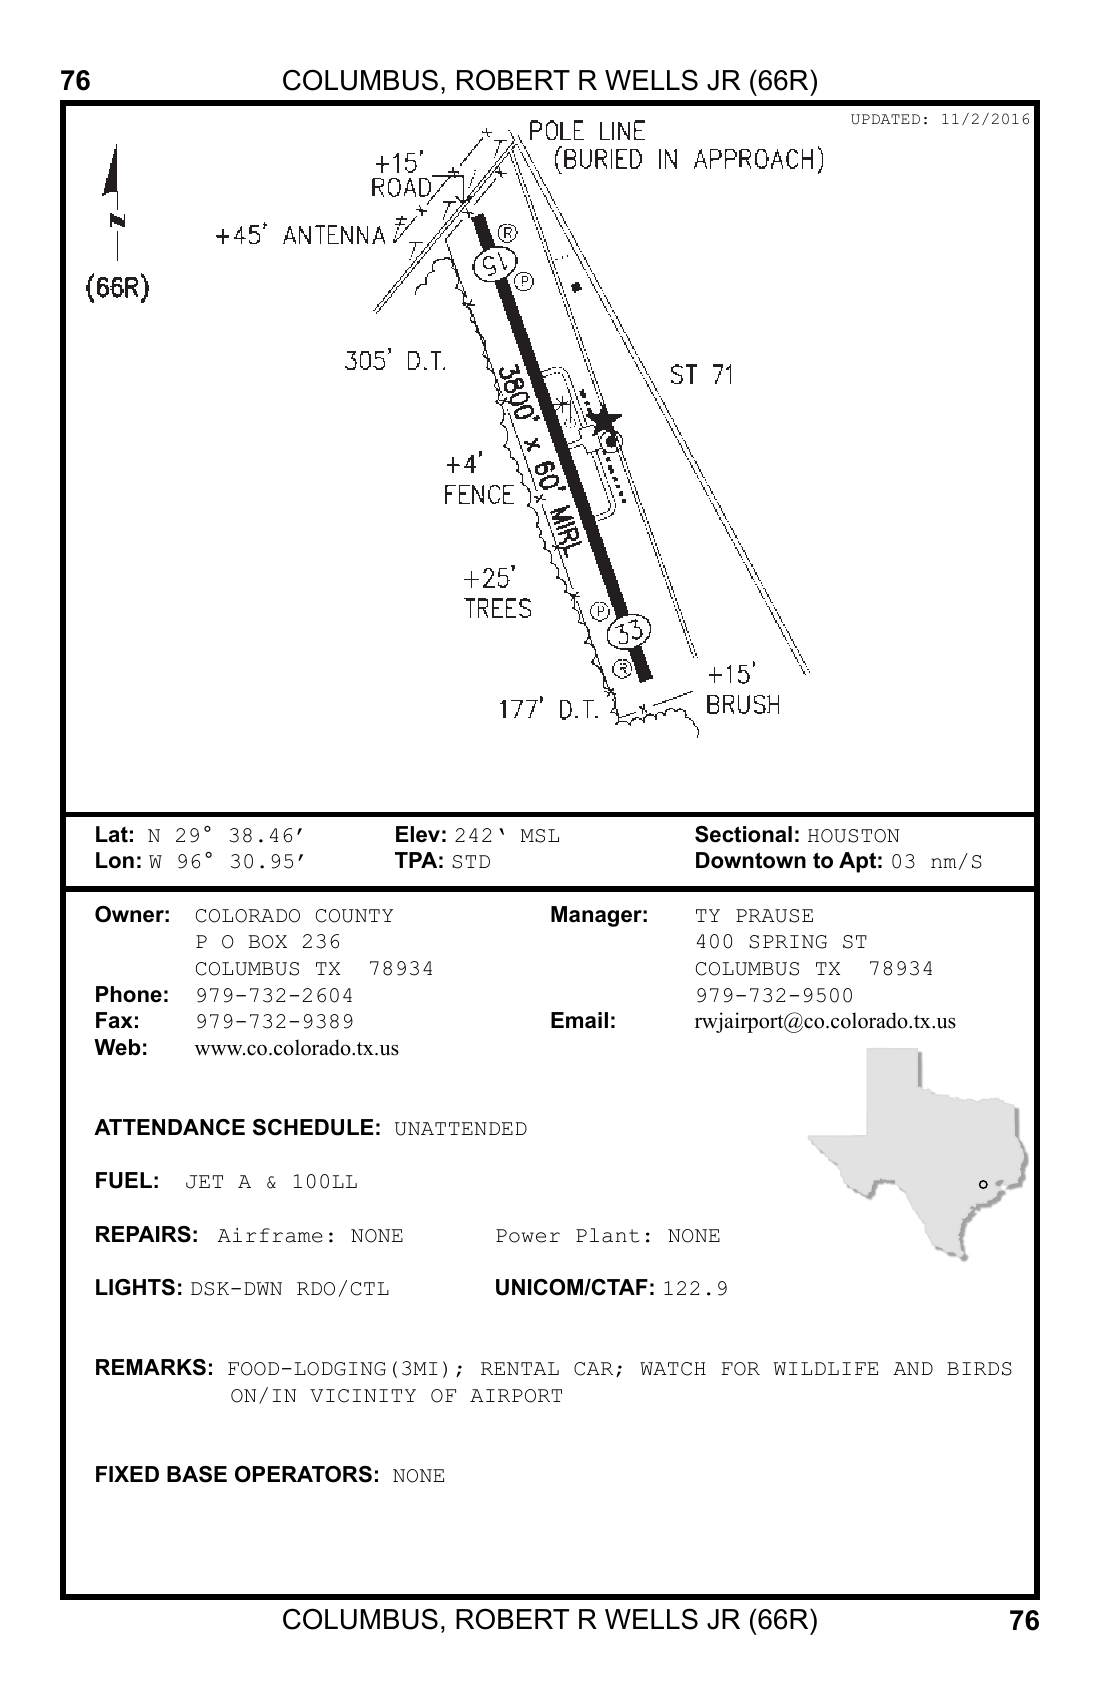 76 COLUMBUS, ROBERT R WELLS JR (66R)
UPDATED: 11/2/2016
POLE LINE
(BURIED IN APPROACH)
+15'
ROAD
+45' ANTENNA
N
(66R)
R
15
P
305' D.T.
ST 71
3800' x 60' MIRL
+4'
FENCE
+25'
TREES
P
33
R
+15'
BRUSH
177' D.T.
Lat: N 29° 38.46’ Elev: 242‘ MSL Sectional: HOUSTON
Lon: W 96° 30.95’ TPA: STD Downtown to Apt: 03 nm/S
Owner: COLORADO COUNTY Manager: TY PRAUSE
P O BOX 236 400 SPRING ST
COLUMBUS TX 78934 COLUMBUS TX 78934
Phone: 979-732-2604 979-732-9500
Fax: 979-732-9389 Email: rwjairport@co.colorado.tx.us
Web: www.co.colorado.tx.us
ATTENDANCE SCHEDULE: UNATTENDED
FUEL: JET A & 100LL
REPAIRS: Airframe: NONE Power Plant: NONE
LIGHTS: DSK-DWN RDO/CTL UNICOM/CTAF: 122.9
REMARKS: FOOD-LODGING(3MI); RENTAL CAR; WATCH FOR WILDLIFE AND BIRDS
ON/IN VICINITY OF AIRPORT
FIXED BASE OPERATORS: NONE
COLUMBUS, ROBERT R WELLS JR (66R) 76